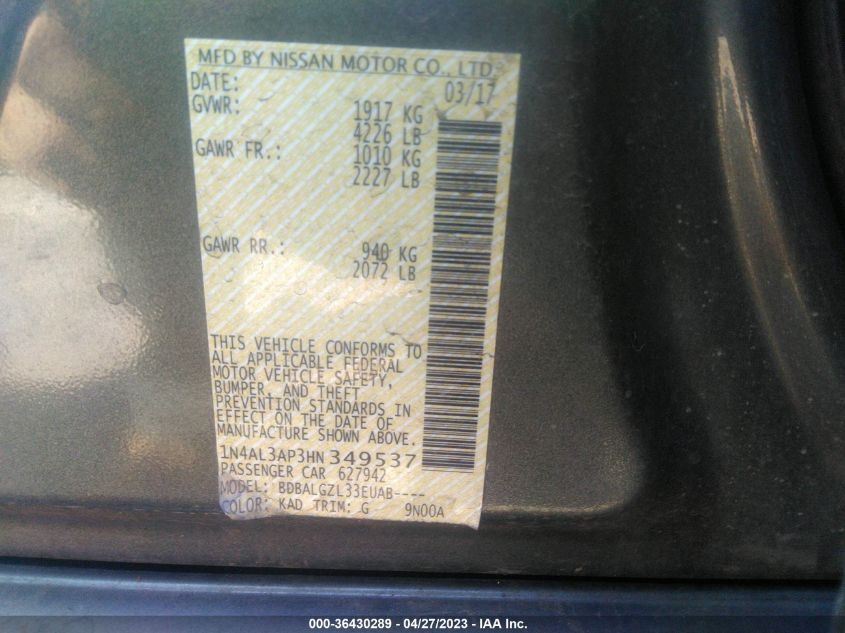 MFD BY NISSAN MOTOR CO., LTD.
DATE: 03/17
GVWR: 1917 KG
4226 LB
GAWR FR.: 1010 KG
2227 LB
GAWR RR.: 940 KG
2072 LB
THIS VEHICLE CONFORMS TO
ALL APPLICABLE FEDERAL
MOTOR VEHICLE SAFETY,
BUMPER, AND THEFT
PREVENTION STANDARDS IN
EFFECT ON THE DATE OF
MANUFACTURE SHOWN ABOVE.
1N4AL3AP3HN349537
PASSENGER CAR 627942
MODEL: BDBALGZL33EUAB----
COLOR: KAD TRIM: G 9N00A
000-36430289 - 04/27/2023 - IAA Inc.